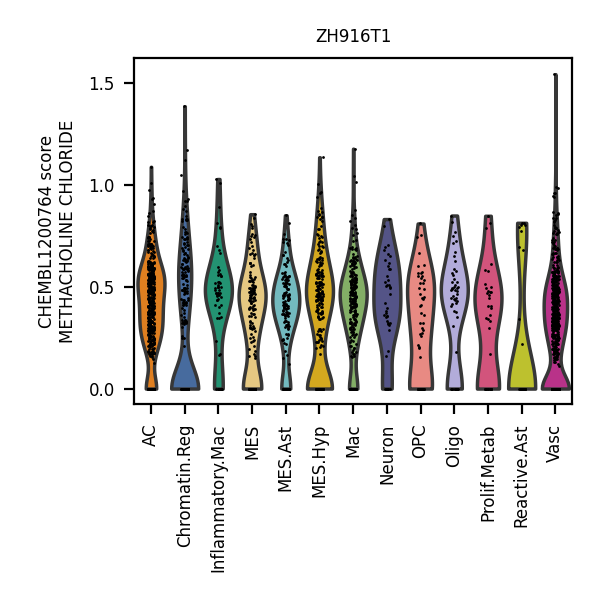 ZH916T1
CHEMBL1200764 score
METHACHOLINE CHLORIDE
1.5
1.0
0.5
0.0
AC
Chromatin.Reg
Inflammatory.Mac
MES
MES.Ast
MES.Hyp
Mac
Neuron
OPC
Oligo
Prolif.Metab
Reactive.Ast
Vasc